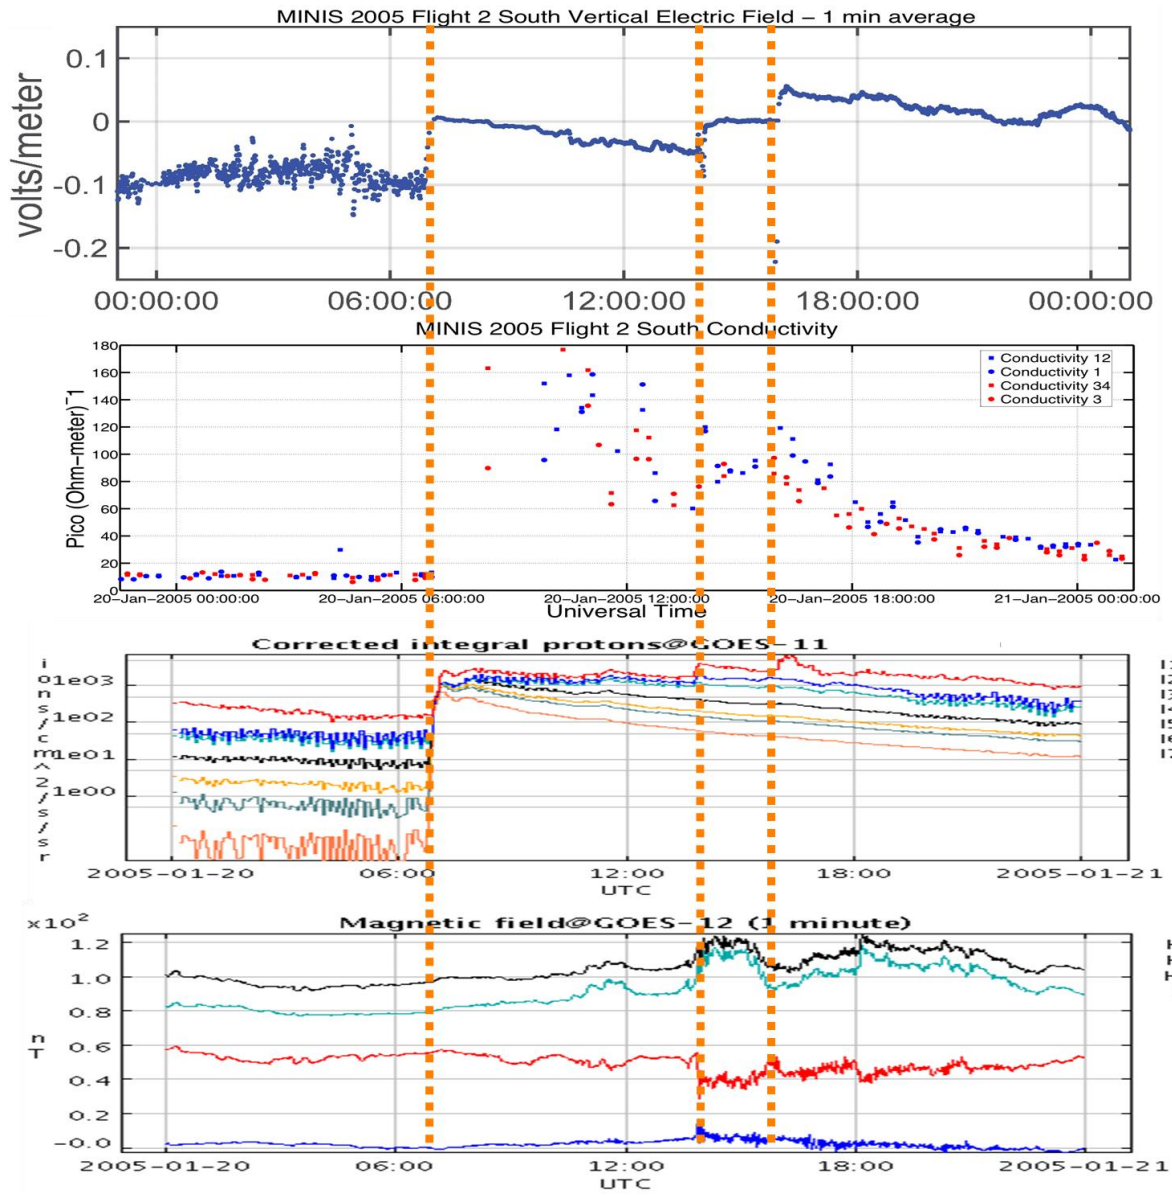 MINIS 2005 Flight 2 South Vertical Electric Field – 1 min average
volts/meter
0.1
0
-0.1
-0.2
00:00:00 06:00:00 12:00:00 18:00:00 00:00:00
MINIS 2005 Flight 2 South Conductivity
Pico (Ohm–meter)‾1
180
160
140
120
100
80
60
40
20
0
Conductivity 12
Conductivity 1
Conductivity 34
Conductivity 3
20–Jan–2005 00:00:00 20–Jan–2005 06:00:00 20–Jan–2005 12:00:00 20–Jan–2005 18:00:00 21–Jan–2005 00:00:00
Universal Time
Corrected integral protons@GOES-11
ions/cm^2/s/sr
1e03
1e02
1e01
1e00
I1
I2
I3
I4
I5
I6
I7
2005-01-20 06:00 12:00 18:00 2005-01-21
UTC
x10²
Magnetic field@GOES-12 (1 minute)
nT
1.2
1.0
0.8
0.6
0.4
0.2
-0.0
2005-01-20 06:00 12:00 18:00 2005-01-21
UTC